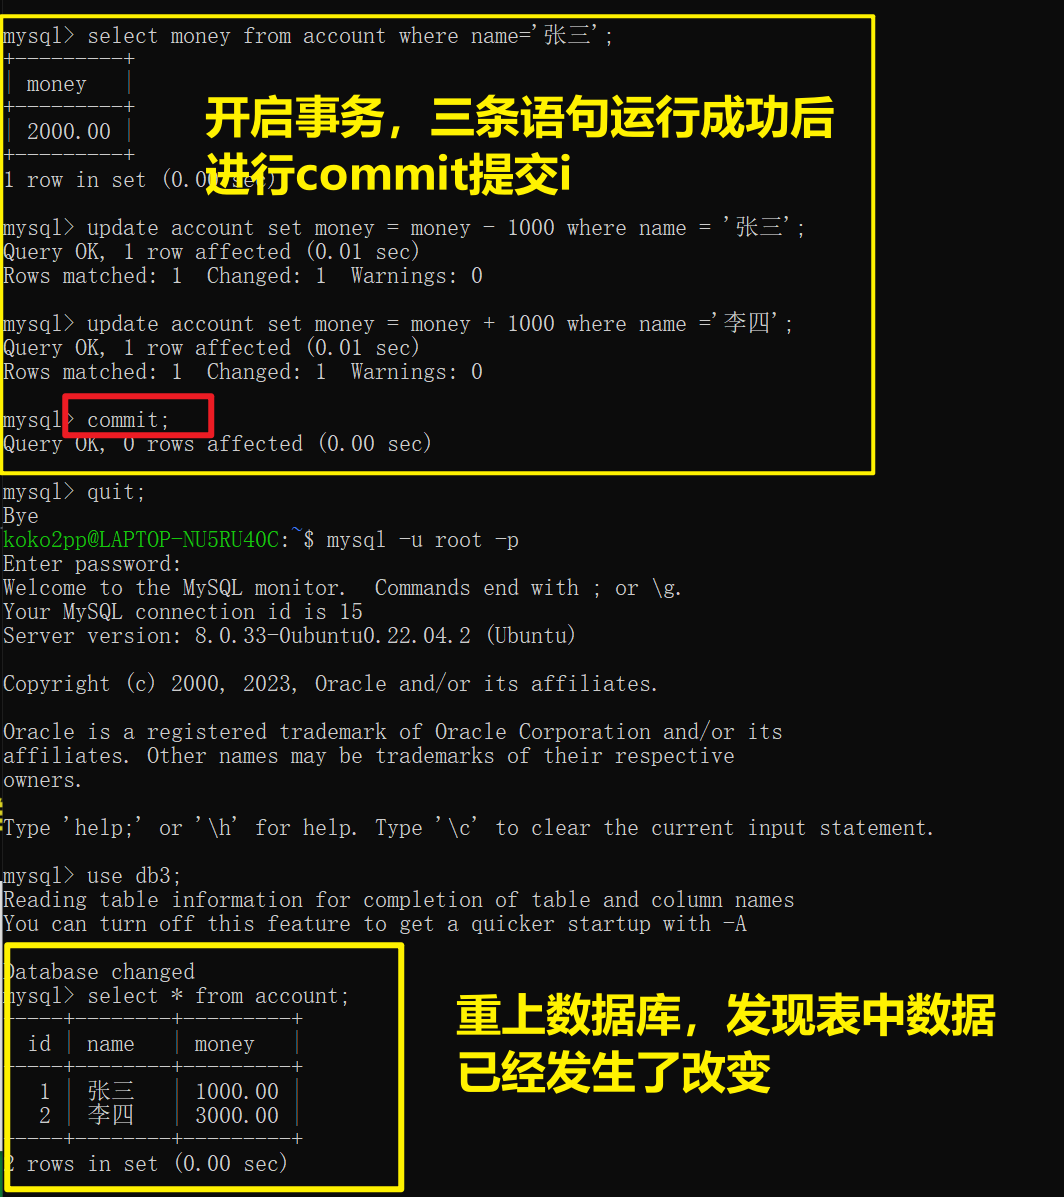 mysql> select money from account where name='张三';
+---------+
| money   |
+---------+
| 2000.00 |
+---------+
1 row in set (0.00 sec)
开启事务，三条语句运行成功后
进行commit提交i
mysql> update account set money = money - 1000 where name = '张三';
Query OK, 1 row affected (0.01 sec)
Rows matched: 1  Changed: 1  Warnings: 0
mysql> update account set money = money + 1000 where name ='李四';
Query OK, 1 row affected (0.01 sec)
Rows matched: 1  Changed: 1  Warnings: 0
mysql> commit;
Query OK, 0 rows affected (0.00 sec)
mysql> quit;
Bye
koko2pp@LAPTOP-NU5RU40C:~$ mysql -u root -p
Enter password:
Welcome to the MySQL monitor.  Commands end with ; or \g.
Your MySQL connection id is 15
Server version: 8.0.33-0ubuntu0.22.04.2 (Ubuntu)
Copyright (c) 2000, 2023, Oracle and/or its affiliates.
Oracle is a registered trademark of Oracle Corporation and/or its
affiliates. Other names may be trademarks of their respective
owners.
Type 'help;' or '\h' for help. Type '\c' to clear the current input statement.
mysql> use db3;
Reading table information for completion of table and column names
You can turn off this feature to get a quicker startup with -A
Database changed
mysql> select * from account;
-----+--------+---------+
id | name   | money   |
-----+--------+---------+
1 | 张三   | 1000.00 |
2 | 李四   | 3000.00 |
-----+--------+---------+
2 rows in set (0.00 sec)
重上数据库，发现表中数据
已经发生了改变